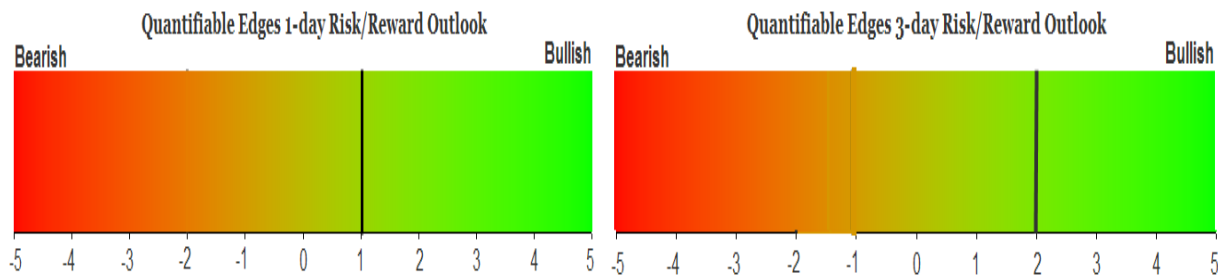 Quantifiable Edges 1-day Risk/Reward Outlook
Bearish Bullish
-5 -4 -3 -2 -1 0 1 2 3 4 5
Quantifiable Edges 3-day Risk/Reward Outlook
Bearish Bullish
-5 -4 -3 -2 -1 0 1 2 3 4 5